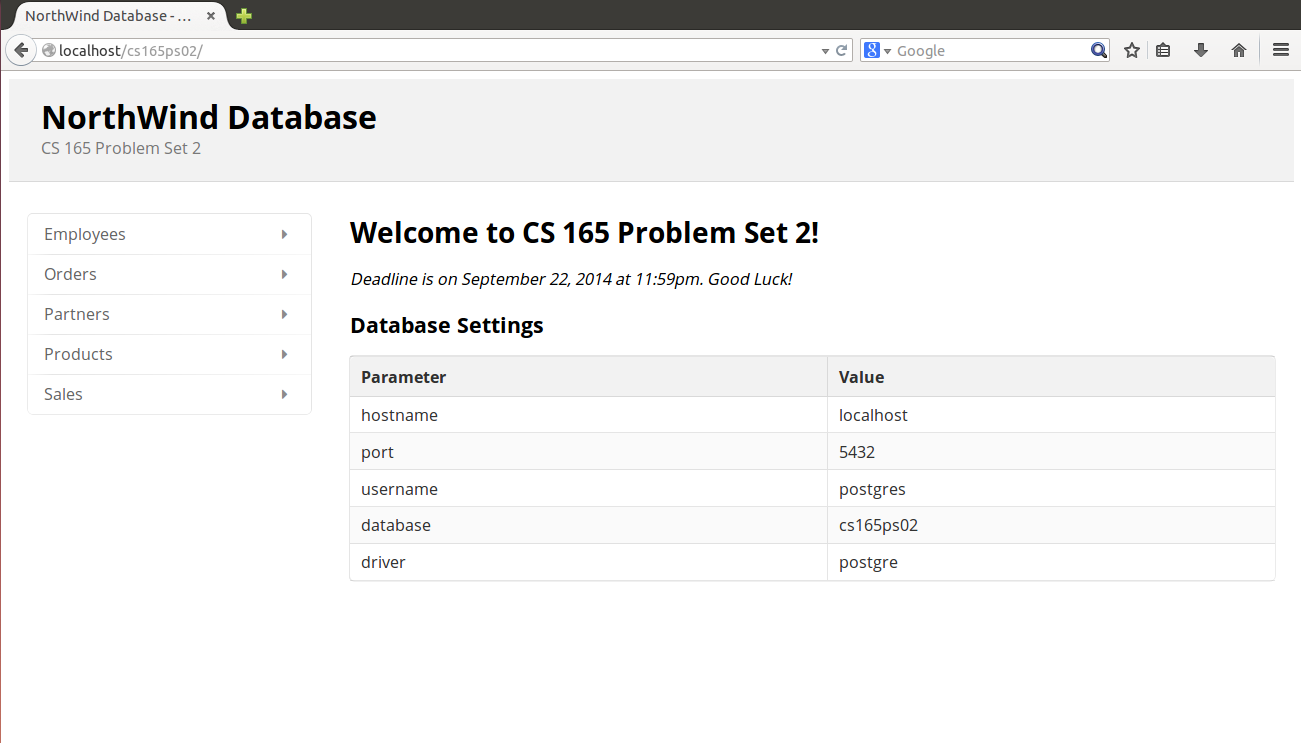 NorthWind Database - ...
localhost/cs165ps02/
Google
NorthWind Database
CS 165 Problem Set 2
Employees
Orders
Partners
Products
Sales
Welcome to CS 165 Problem Set 2!
Deadline is on September 22, 2014 at 11:59pm. Good Luck!
Database Settings
Parameter Value
hostname localhost
port 5432
username postgres
database cs165ps02
driver postgre